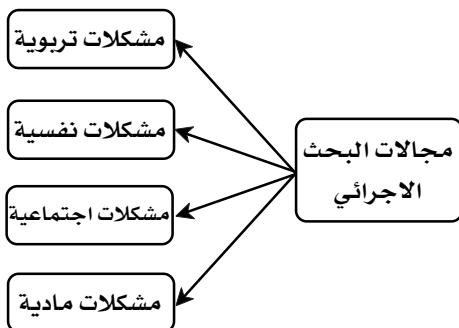 مجالات البحث
الاجرائي
مشكلات تربوية
مشكلات نفسية
مشكلات اجتماعية
مشكلات مادية